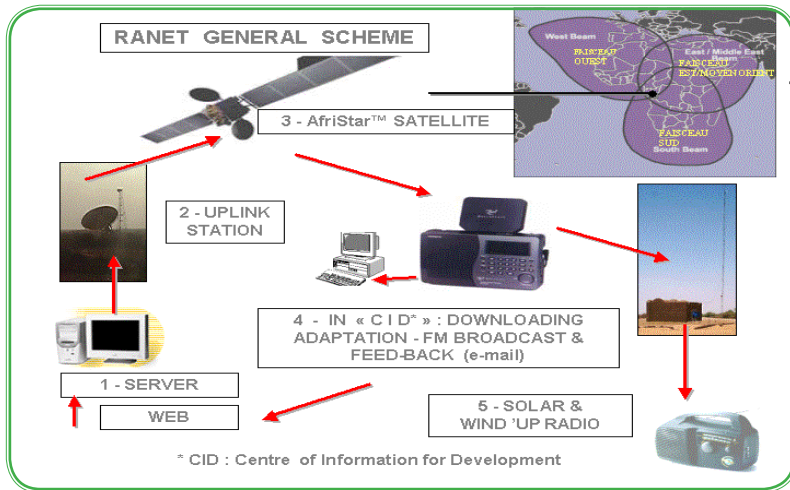 RANET GENERAL SCHEME
West Beam
FAISCEAU
OUEST
East / Middle East
Beam
FAISCEAU
EST/MOYEN ORIENT
3 - AfriStar™ SATELLITE
FAISCEAU
SUD
South Beam
2 - UPLINK
STATION
4 - IN « C I D* » : DOWNLOADING
ADAPTATION - FM BROADCAST &
FEED-BACK (e-mail)
1 - SERVER
WEB
5 - SOLAR &
WIND 'UP RADIO
* CID : Centre of Information for Development